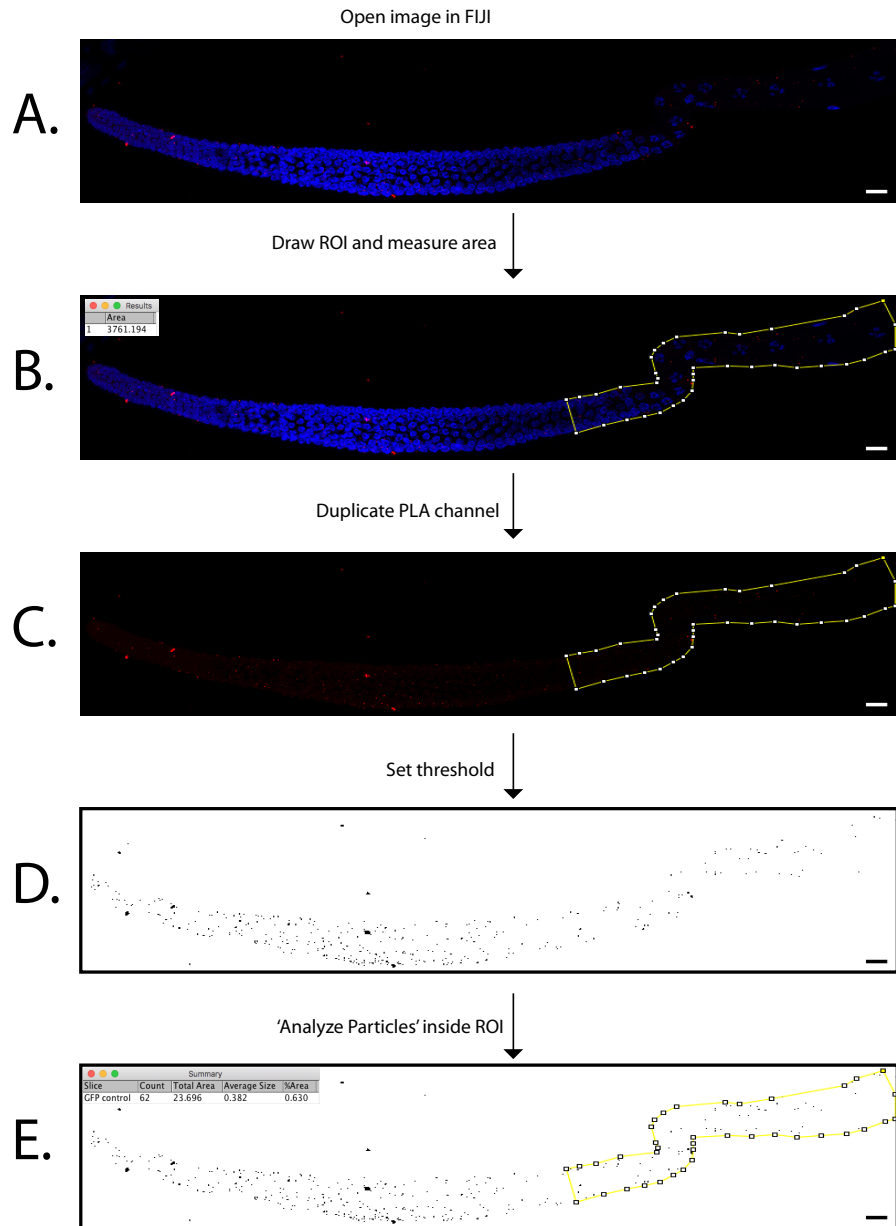 Open image in FIJI
A.
Draw ROI and measure area
Results
Area
1 3761.194
B.
Duplicate PLA channel
C.
Set threshold
D.
‘Analyze Particles’ inside ROI
Summary
Slice Count Total Area Average Size %Area
GFP control 62 23.696 0.382 0.630
E.